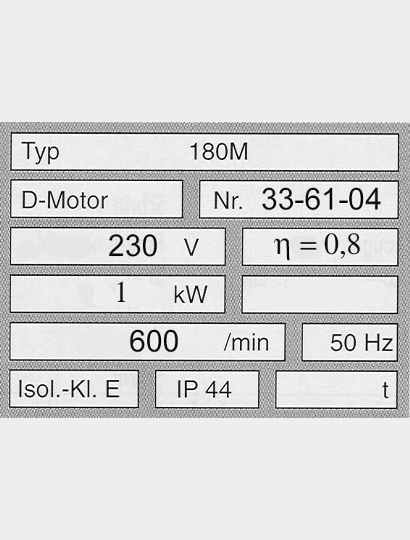 Typ 180M
D-Motor Nr. 33-61-04
230 V η = 0,8
1 kW
600 /min 50 Hz
Isol.-Kl. E IP 44 t